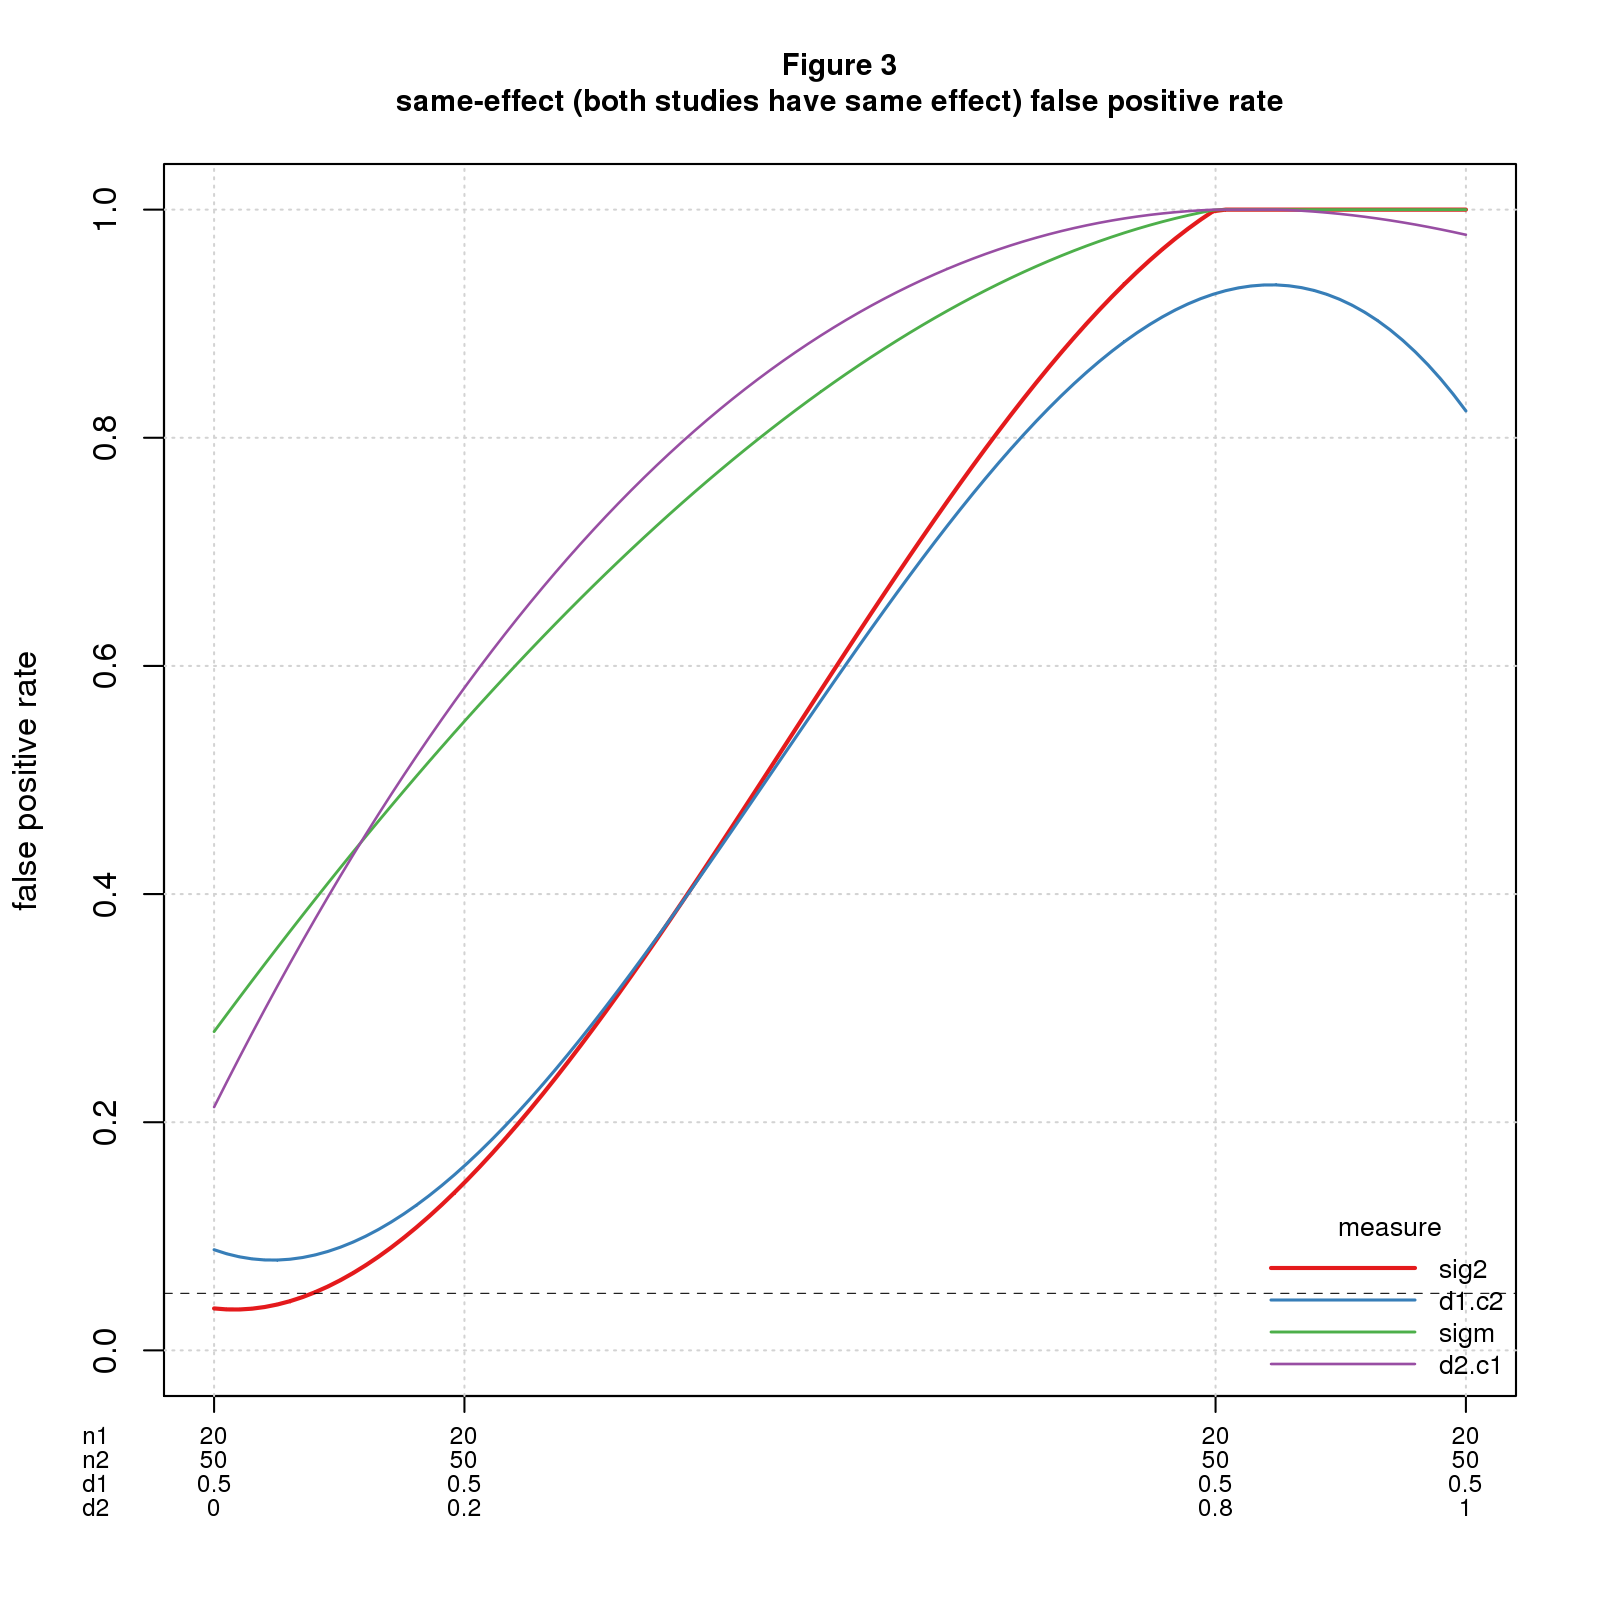 Figure 3
same-effect (both studies have same effect) false positive rate
false positive rate
1.0
0.8
0.6
0.4
0.2
0.0
measure
sig2
d1.c2
sigm
d2.c1
n1 20 20 20 20
n2 50 50 50 50
d1 0.5 0.5 0.5 0.5
d2 0 0.2 0.8 1